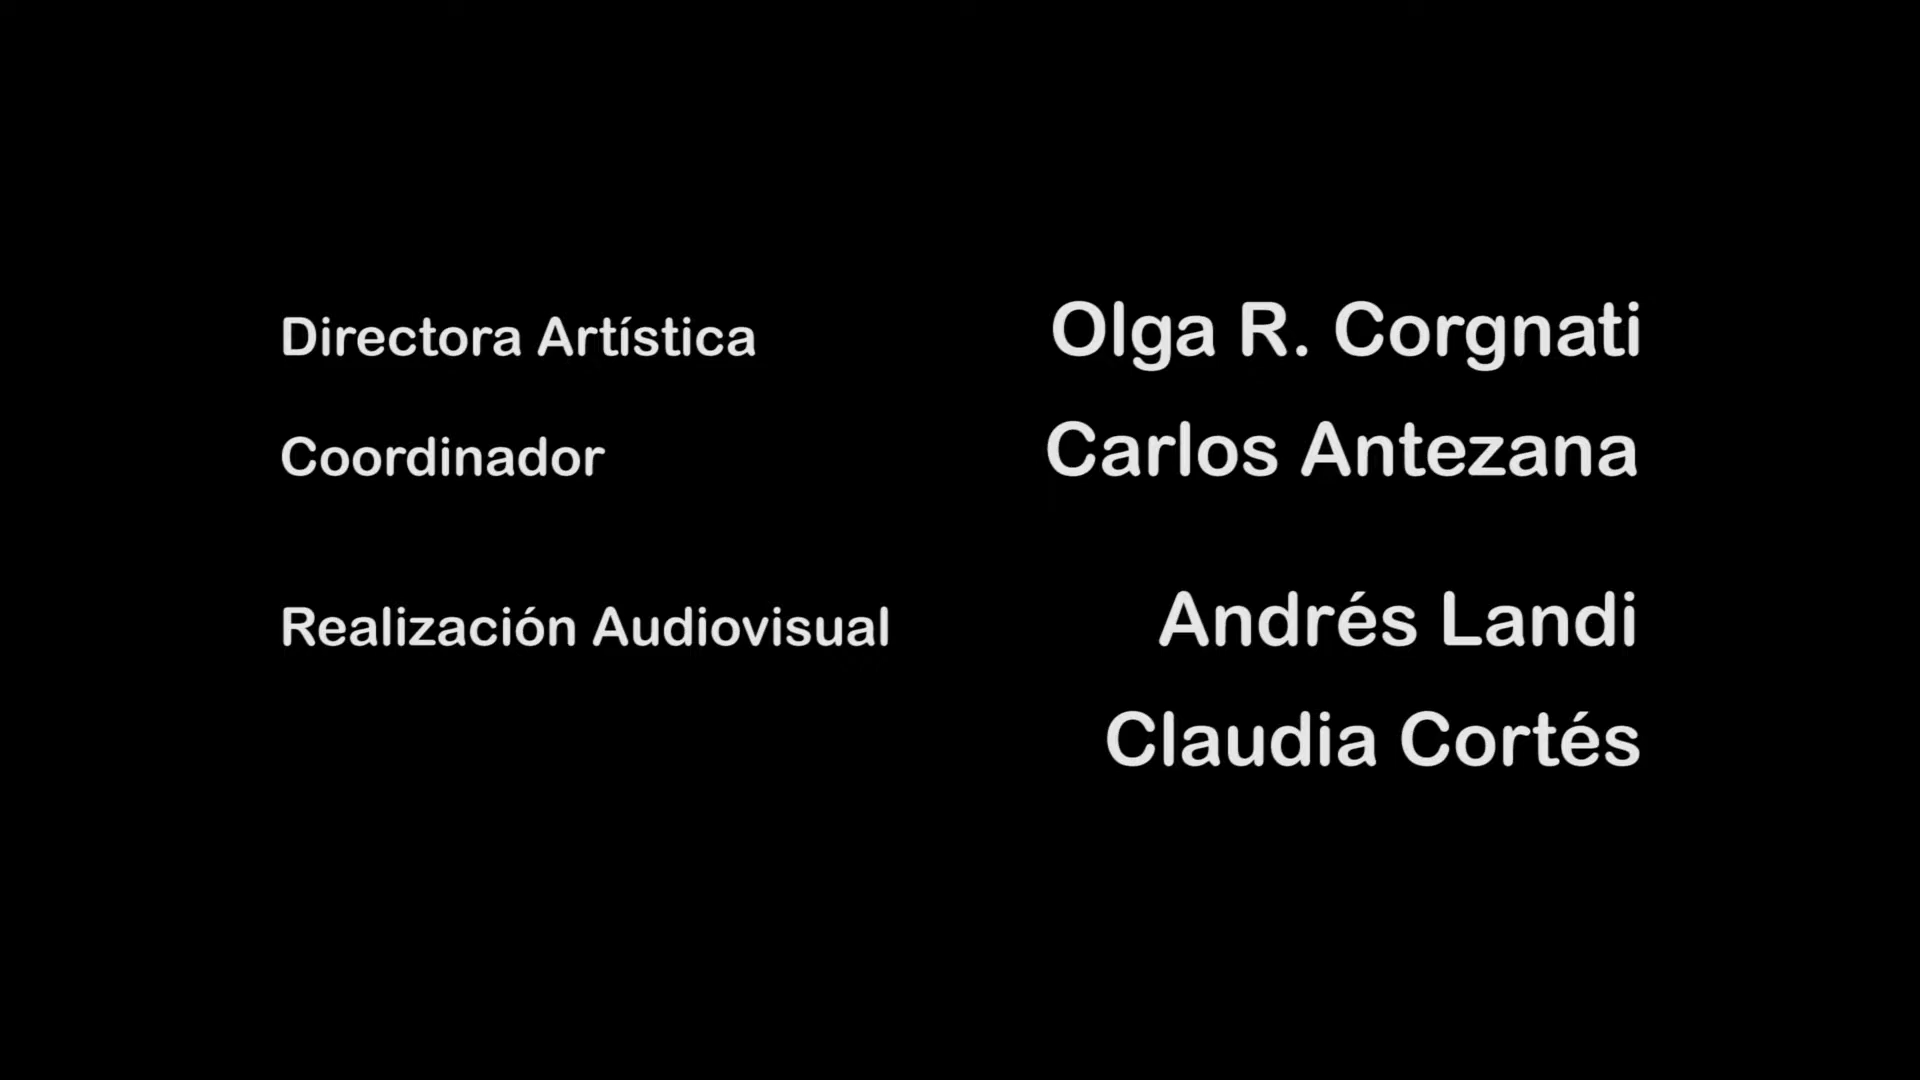 Directora Artística Olga R. Corgnati
Coordinador Carlos Antezana
Realización Audiovisual Andrés Landi
Claudia Cortés